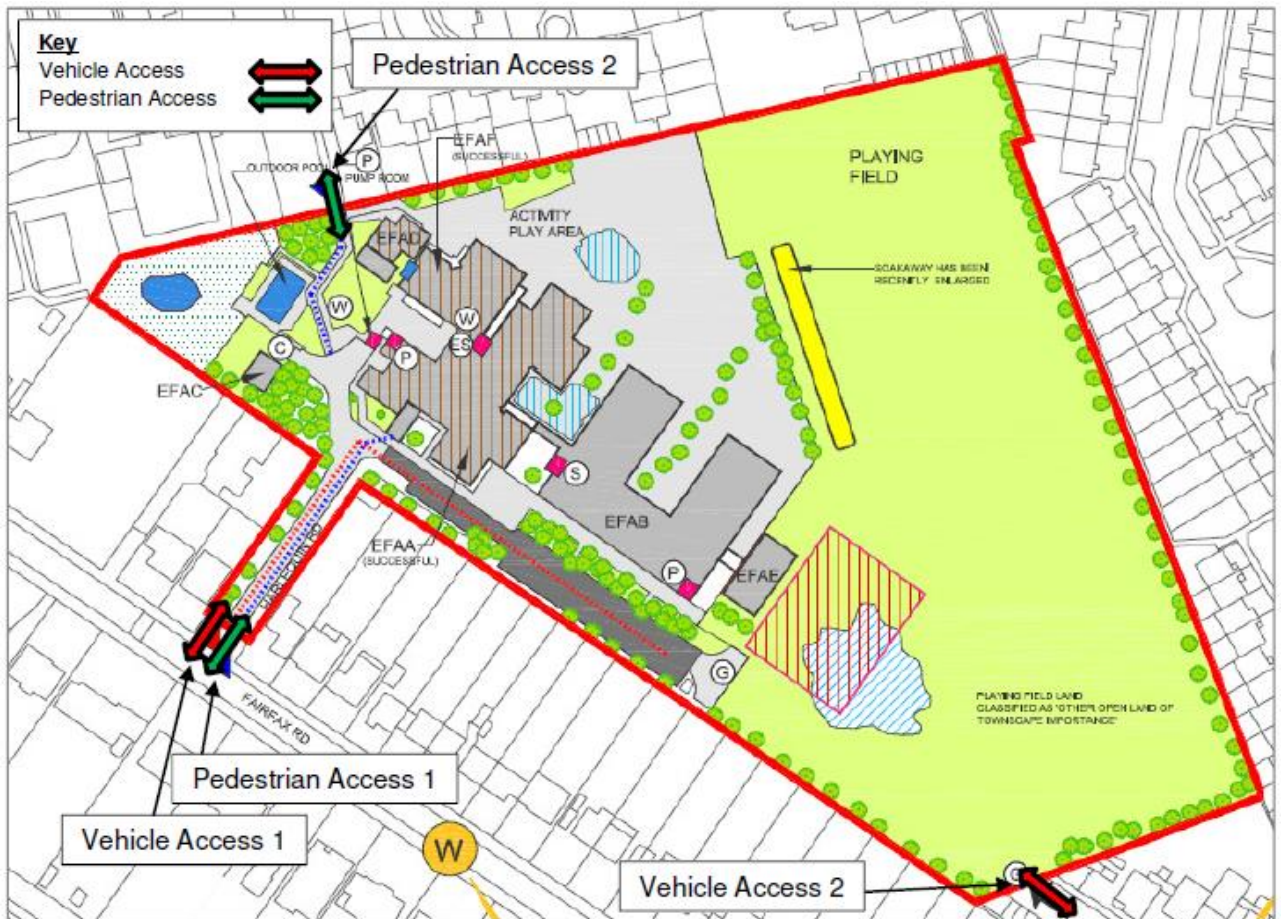 Key
Vehicle Access
Pedestrian Access
Pedestrian Access 2
OUTDOOR POOL
P
PUMP ROOM
EFAF
(SUCCESSFUL)
PLAYING
FIELD
ACTIVITY
PLAY AREA
EFAD
SOAKAWAY HAS BEEN
RECENTLY ENLARGED
W
W
ES
C
P
EFAC
S
EFAB
EFAA
(SUCCESSFUL)
P
EFAE
G
PLAYING FIELD LAND
CLASSIFIED AS 'OTHER OPEN LAND OF
TOWNSCAPE IMPORTANCE'
FAIRFAX RD
Pedestrian Access 1
Vehicle Access 1
W
Vehicle Access 2